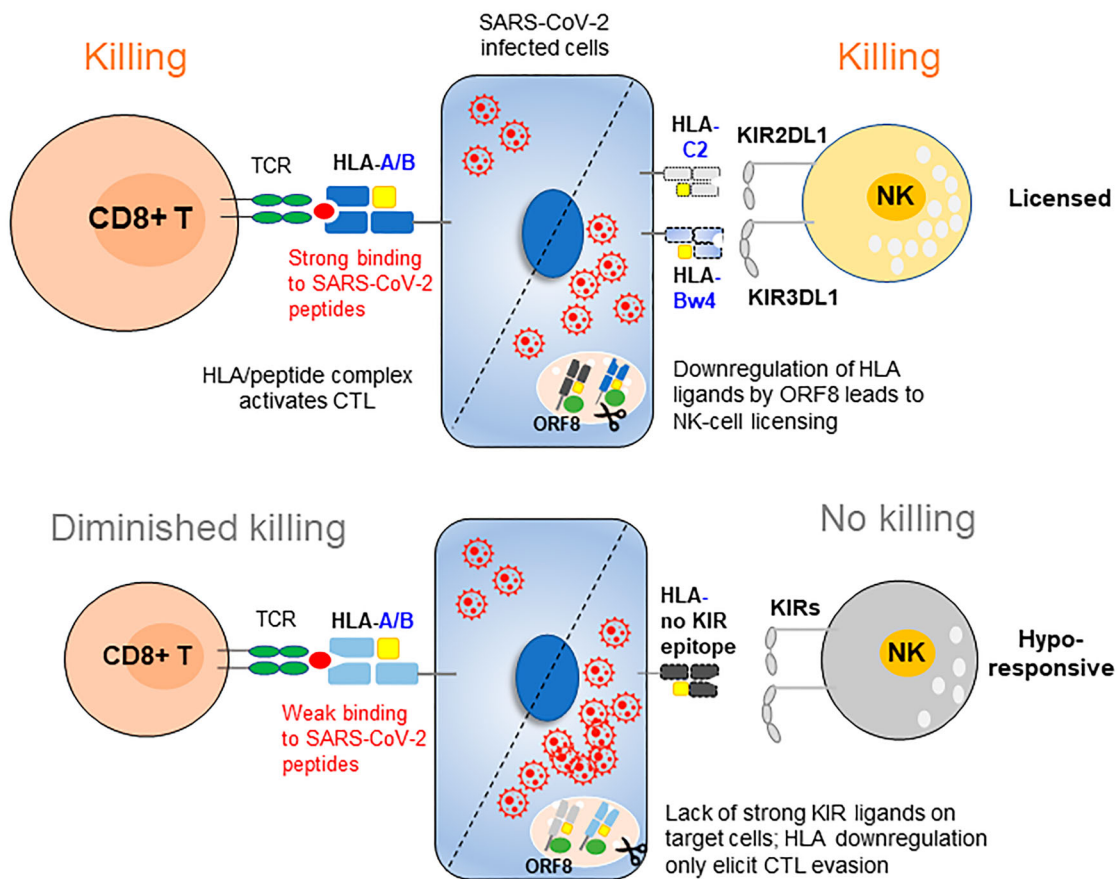 SARS-CoV-2
infected cells
Killing
Killing
TCR
HLA-A/B
CD8+ T
Strong binding
to SARS-CoV-2
peptides
HLA/peptide complex
activates CTL
ORF8
HLA-
C2
KIR2DL1
NK
Licensed
HLA-
Bw4
KIR3DL1
Downregulation of HLA
ligands by ORF8 leads to
NK-cell licensing
Diminished killing
No killing
TCR
HLA-A/B
CD8+ T
Weak binding
to SARS-CoV-2
peptides
ORF8
HLA-
no KIR
epitope
KIRs
NK
Hypo-
responsive
Lack of strong KIR ligands on
target cells; HLA downregulation
only elicit CTL evasion